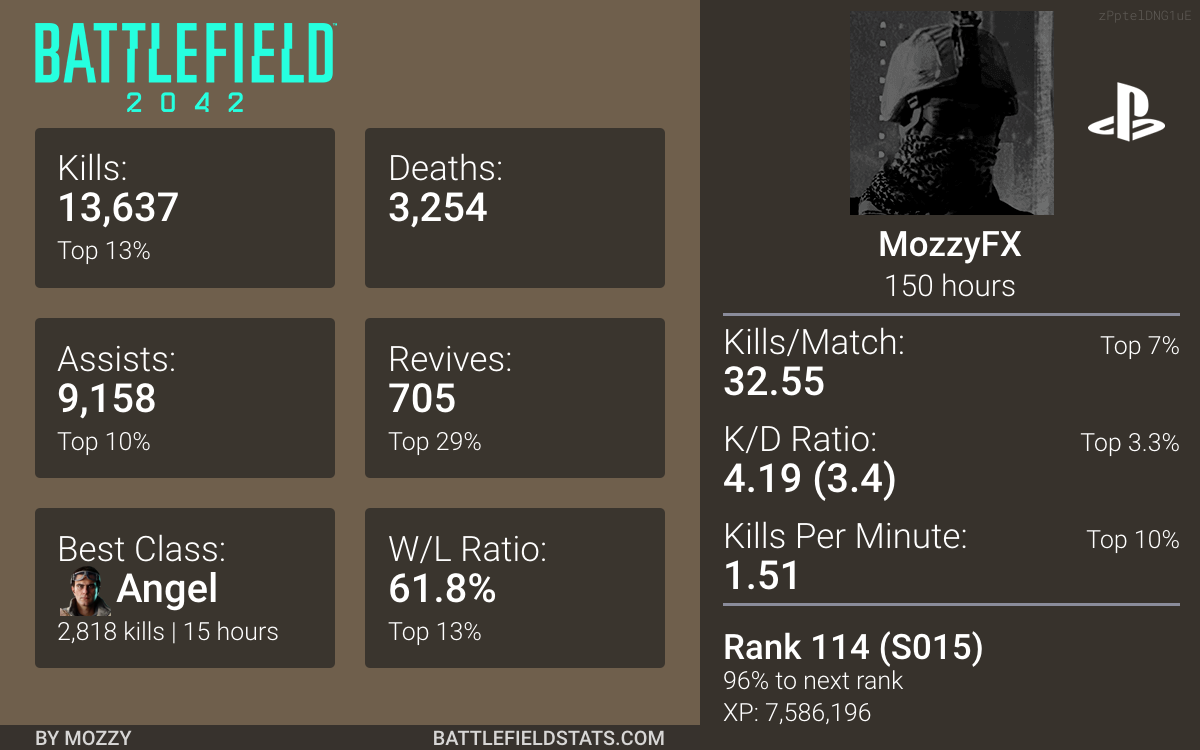 BATTLEFIELD™
2042
Kills:
13,637
Top 13%
Deaths:
3,254
Assists:
9,158
Top 10%
Revives:
705
Top 29%
Best Class:
Angel
2,818 kills | 15 hours
W/L Ratio:
61.8%
Top 13%
BY MOZZY
BATTLEFIELDSTATS.COM
zPptelDNG1uE
MozzyFX
150 hours
Kills/Match:
Top 7%
32.55
K/D Ratio:
Top 3.3%
4.19 (3.4)
Kills Per Minute:
Top 10%
1.51
Rank 114 (S015)
96% to next rank
XP: 7,586,196